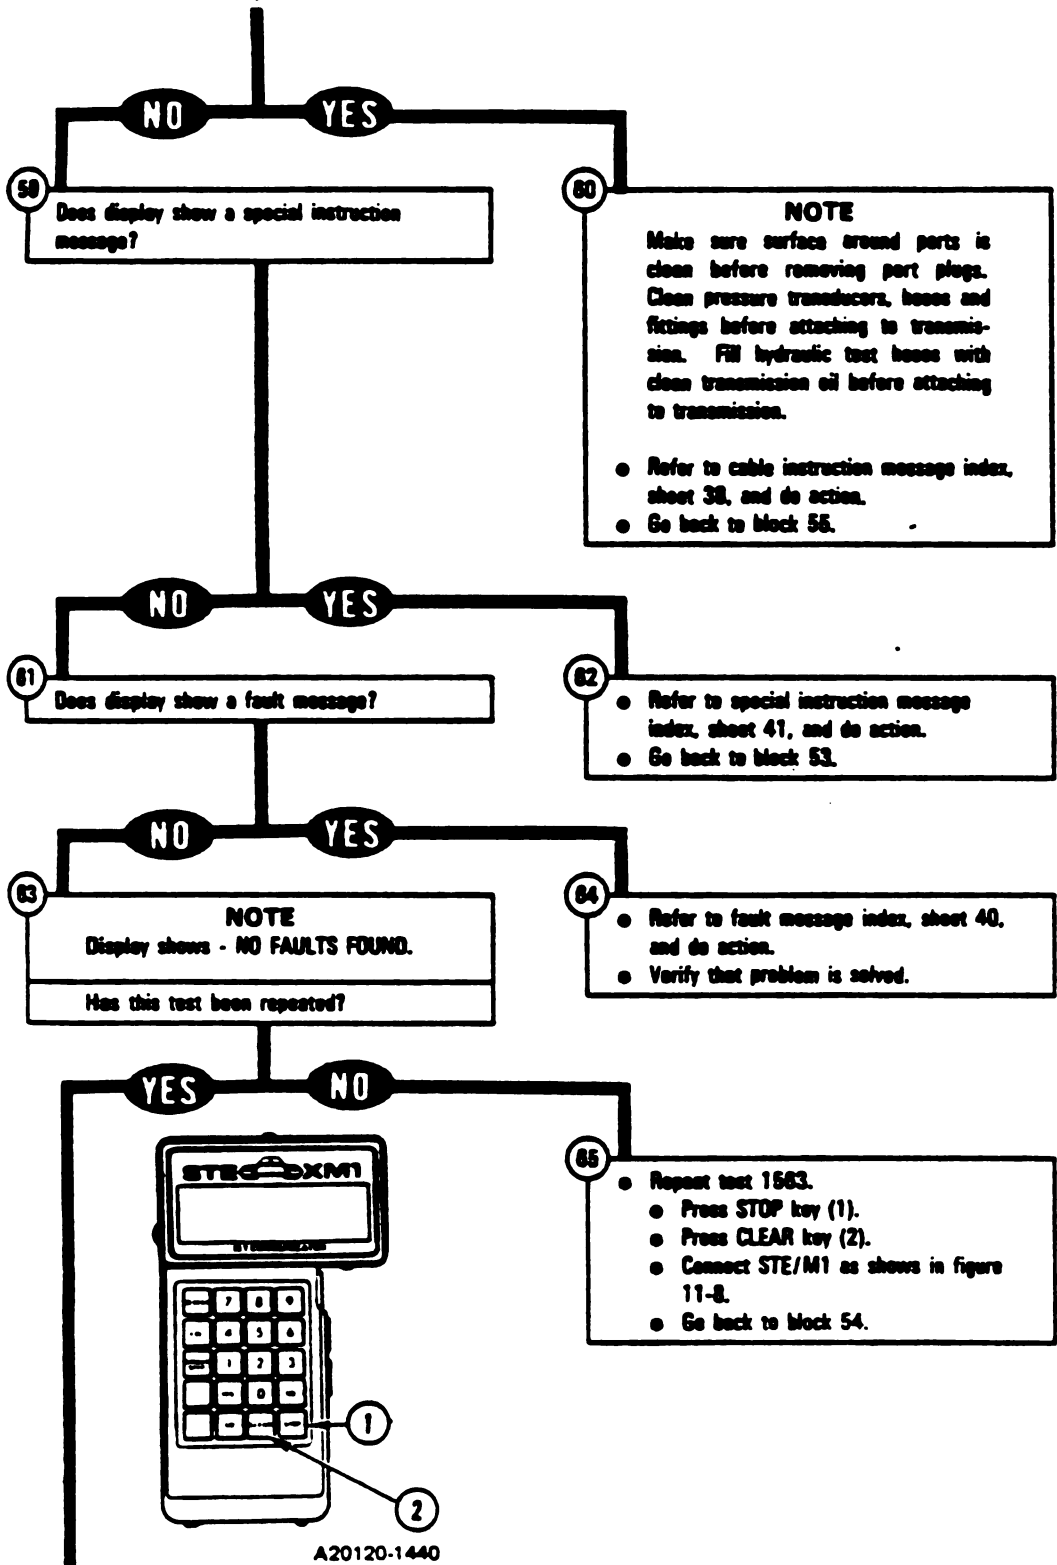 NO
YES
59
Does display show a special instruction
message?
60
NOTE
Make sure surface around ports is
clean before removing port plugs.
Clean pressure transducers, hoses and
fittings before attaching to transmis-
sion. Fill hydraulic test hoses with
clean transmission oil before attaching
to transmission.
● Refer to cable instruction message index,
sheet 38, and do action.
● Go back to block 55.
NO
YES
61
Does display show a fault message?
62
● Refer to special instruction message
index, sheet 41, and do action.
● Go back to block 53.
NO
YES
63
NOTE
Display shows - NO FAULTS FOUND.
Has this test been repeated?
64
● Refer to fault message index, sheet 40,
and do action.
● Verify that problem is solved.
YES
NO
STE XM1
7 8 9
4 5 6
1 2 3
0
1
2
A20120-1440
65
● Repeat test 1563.
● Press STOP key (1).
● Press CLEAR key (2).
● Connect STE/M1 as shows in figure
11-8.
● Go back to block 54.